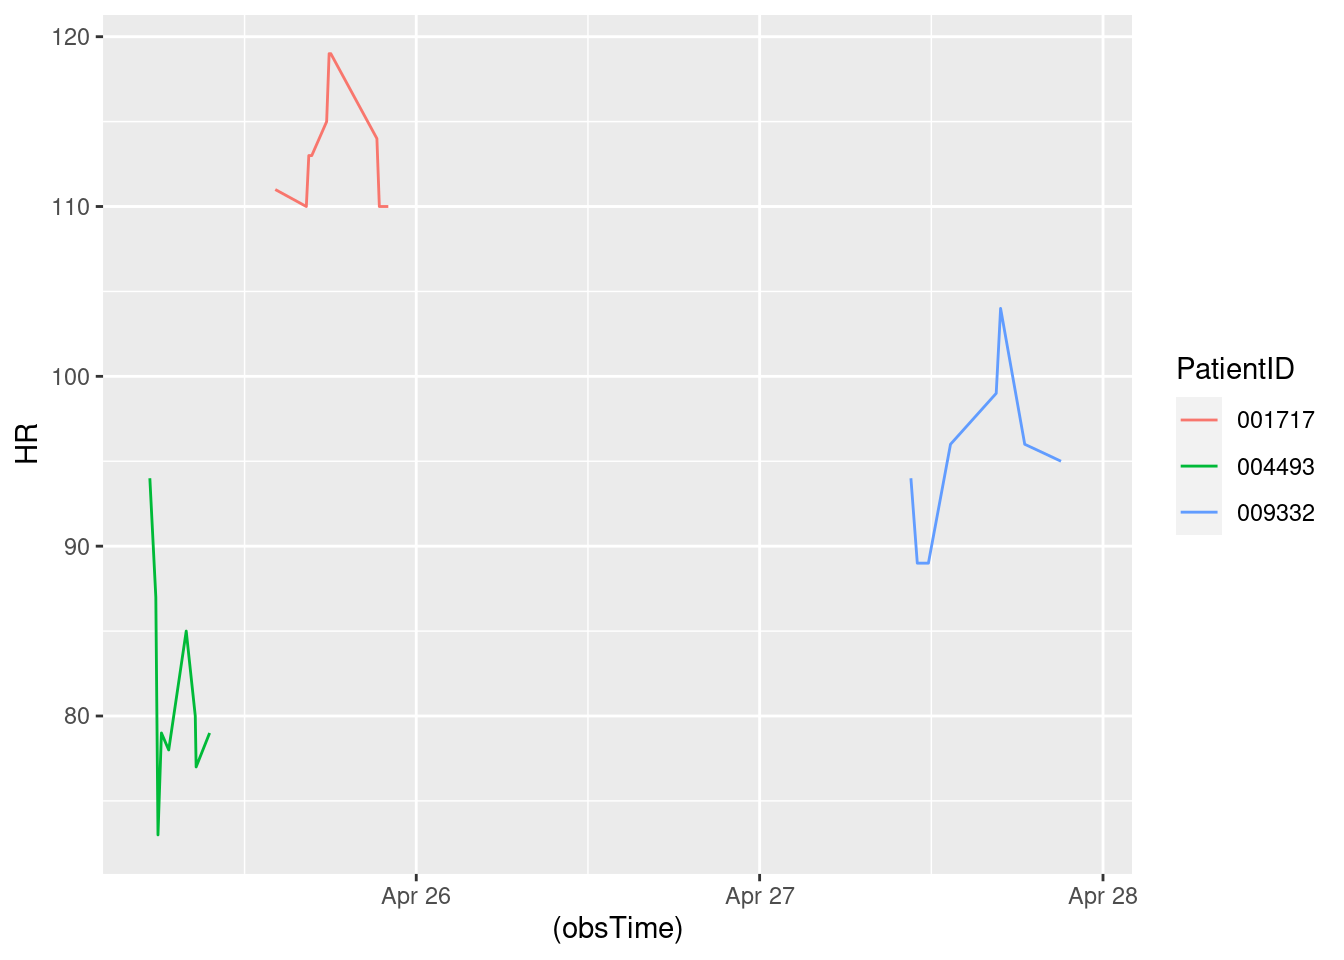 120
110
100
90
80
HR
Apr 26
Apr 27
Apr 28
(obsTime)
PatientID
001717
004493
009332